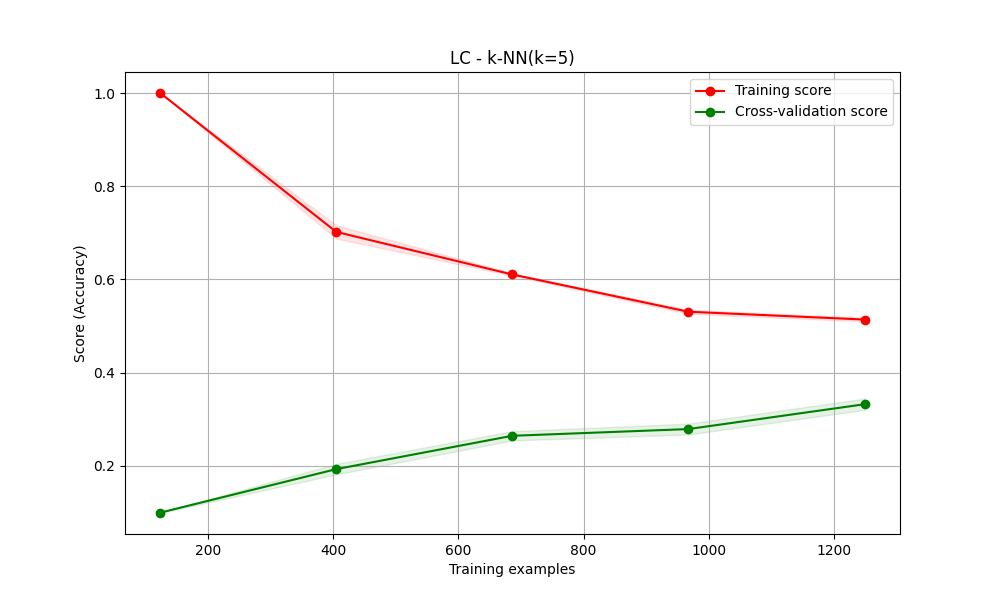 LC - k-NN(k=5)
Training score
Cross-validation score
1.0
0.8
0.6
0.4
0.2
Score (Accuracy)
200 400 600 800 1000 1200
Training examples